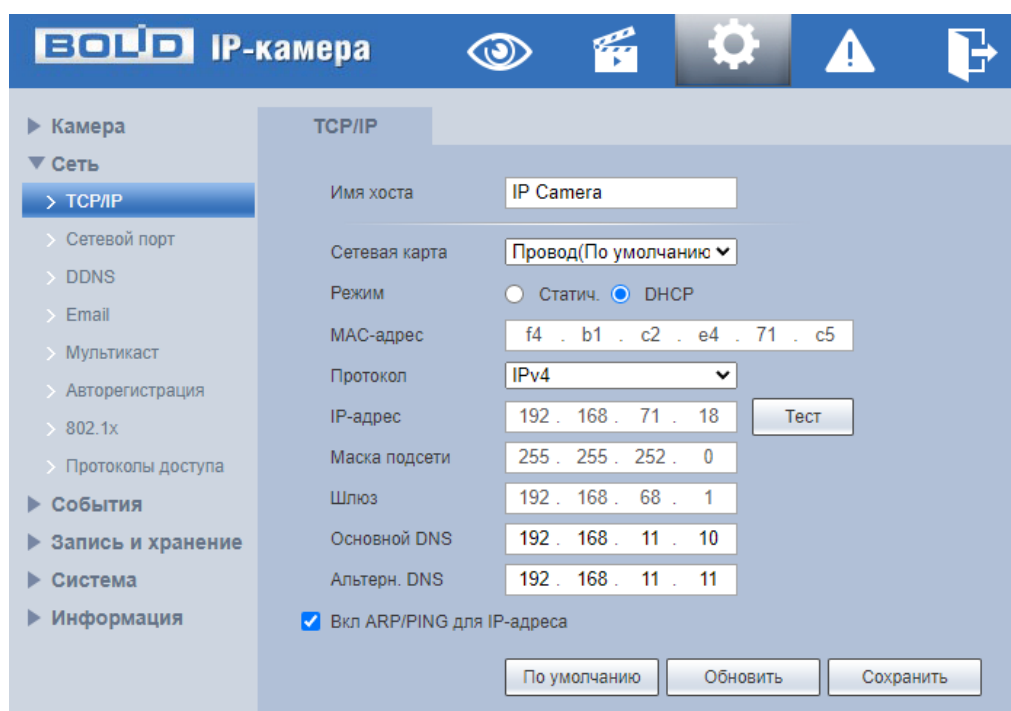 BOLID IP-камера
Камера
Сеть
TCP/IP
Сетевой порт
DDNS
Email
Мультикаст
Авторегистрация
802.1x
Протоколы доступа
События
Запись и хранение
Система
Информация
TCP/IP
Имя хоста IP Camera
Сетевая карта Провод(По умолчанию
Режим Статич. DHCP
МАС-адрес f4 . b1 . c2 . e4 . 71 . c5
Протокол IPv4
IP-адрес 192 . 168 . 71 . 18 Тест
Маска подсети 255 . 255 . 252 . 0
Шлюз 192 . 168 . 68 . 1
Основной DNS 192 . 168 . 11 . 10
Альтерн. DNS 192 . 168 . 11 . 11
Вкл ARP/PING для IP-адреса
По умолчанию Обновить Сохранить